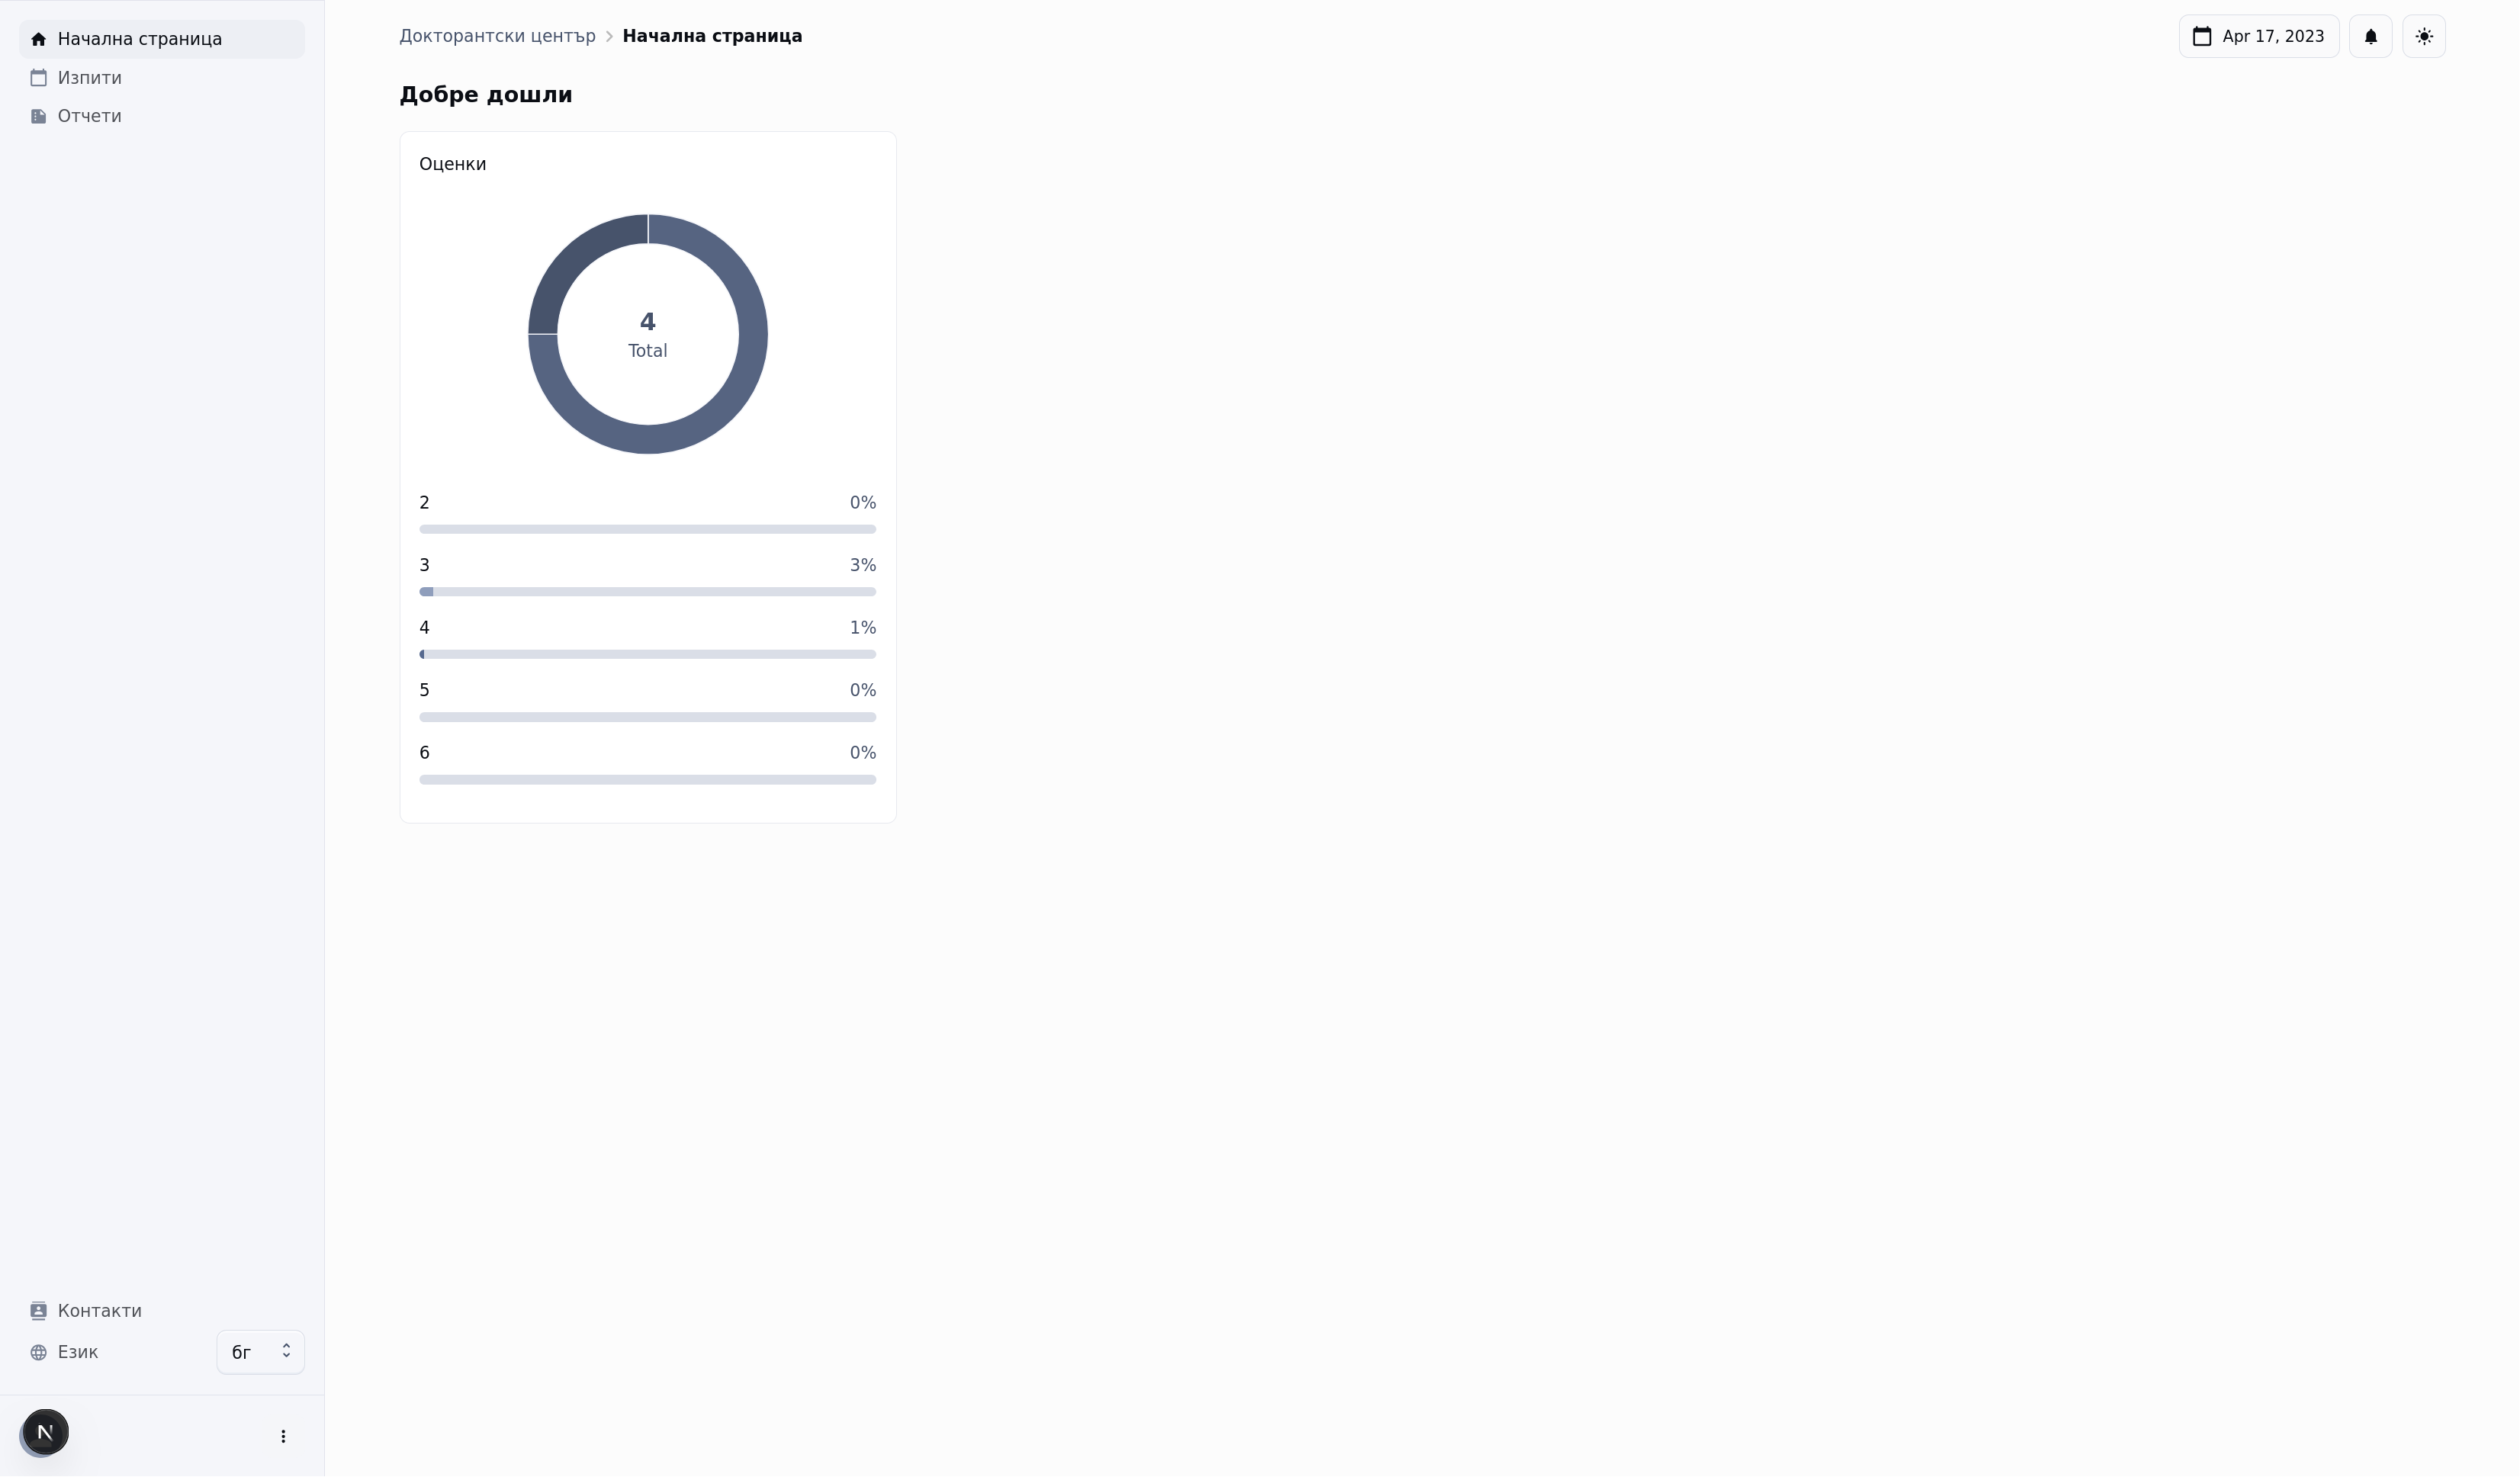 Начална страница
Изпити
Отчети
Докторантски център
Начална страница
Apr 17, 2023
Добре дошли
Оценки
4
Total
2 0%
3 3%
4 1%
5 0%
6 0%
Контакти
Език
бг
N